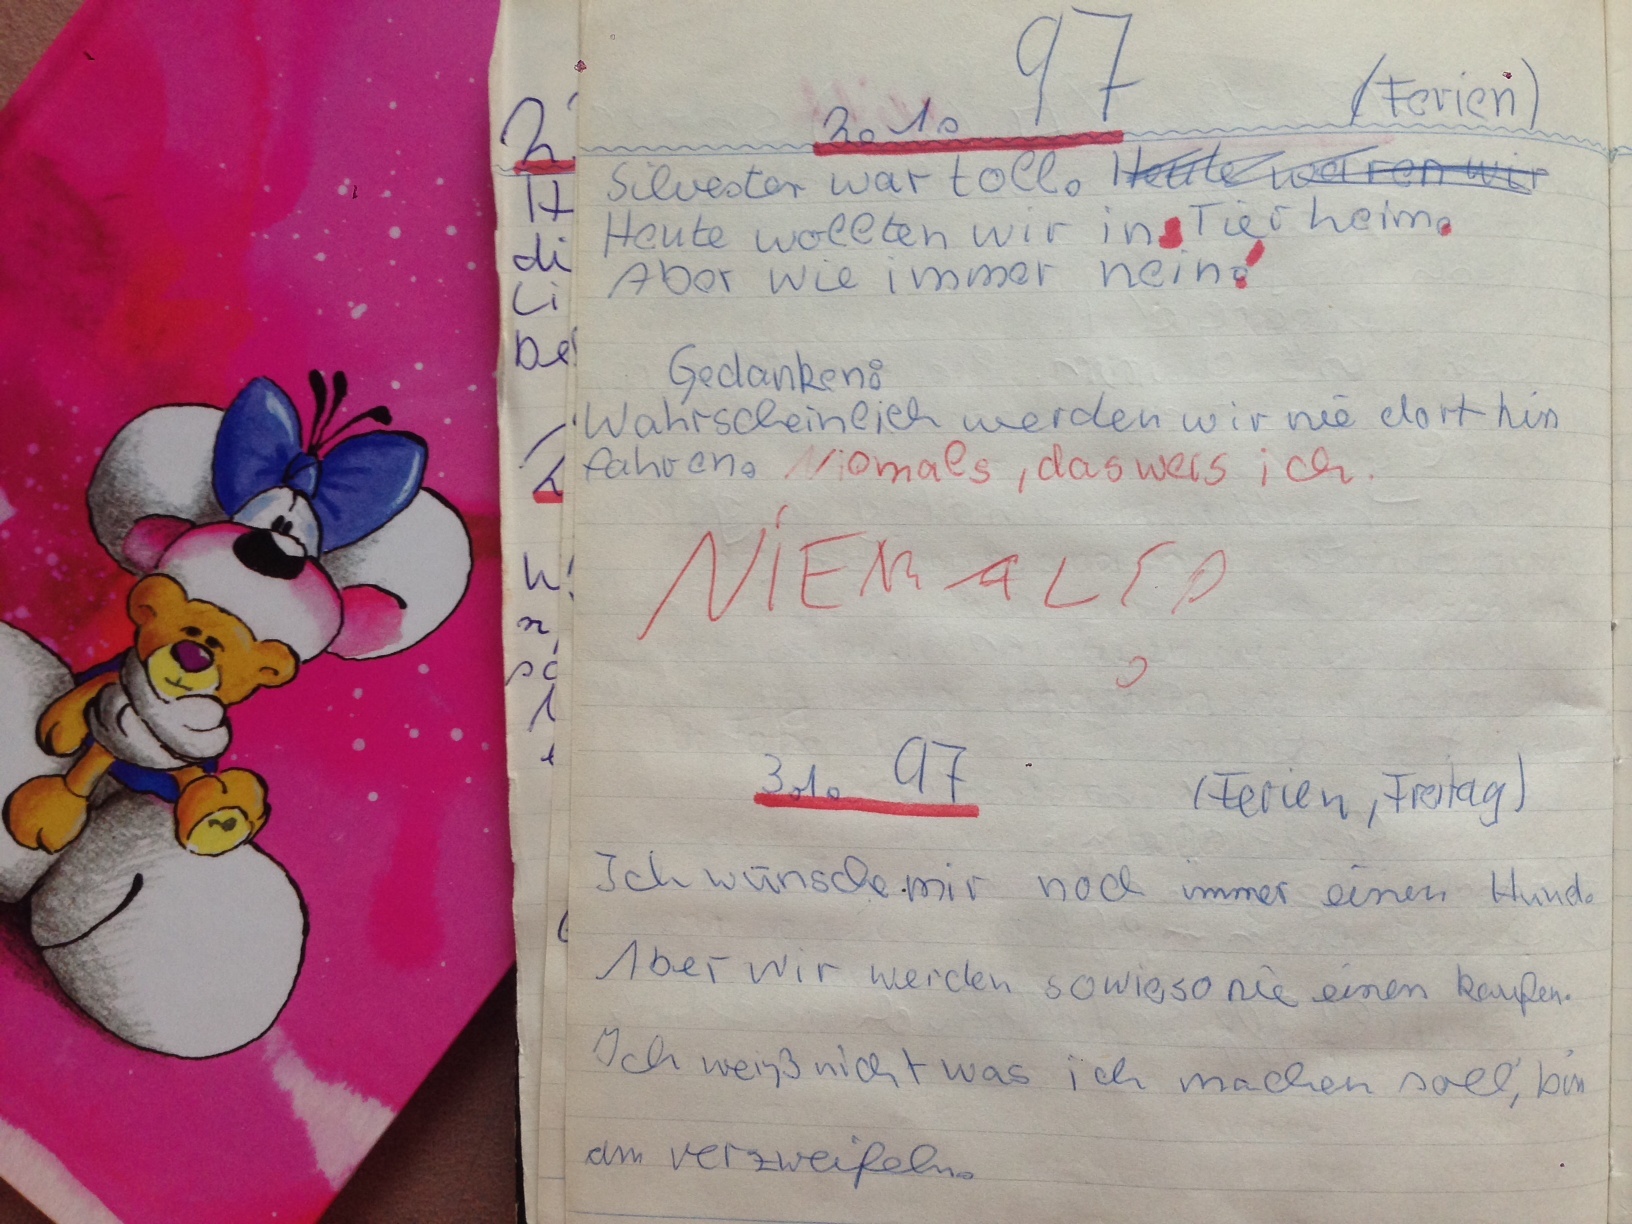 2.1. 97 (Ferien)
Silvester war toll. Heute waren wir
Heute wollten wir in Tierheim.
Aber wie immer nein!
Gedanken:
Wahrscheinlich werden wir nie dort hin
fahren. Niemals, das weis ich.
NiEMALS
3.1. 97 (Ferien, Freitag)
Ich wünsche mir noch immer einen Hund.
Aber wir werden sowieso nie einen kaufen.
Ich weiß nicht was ich machen soll, bin
am verzweifeln.